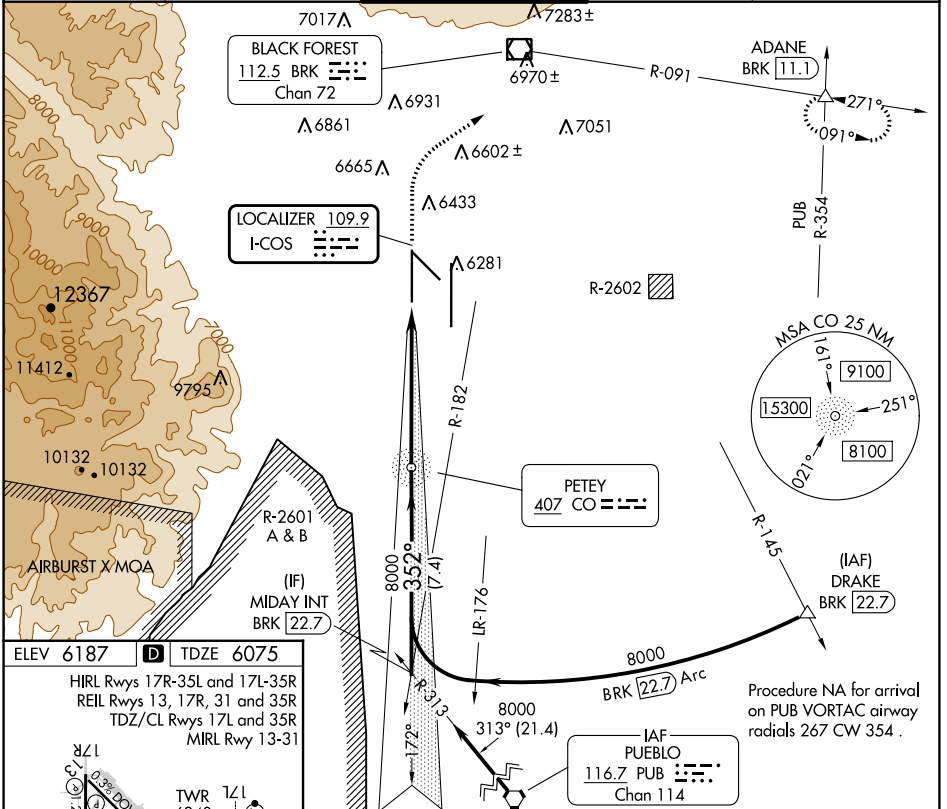 7017
7283±
BLACK FOREST
112.5 BRK
Chan 72
6970±
R-091
ADANE
BRK 11.1
271°
091°
8000
6931
6861
7051
6602±
6665
6433
PUB
R-354
LOCALIZER 109.9
I-COS
6281
R-2602
9000
10000
12367
11000
11412
7000
9795
MSA CO 25 NM
161°
9100
15300
251°
8100
021°
R-182
10132
10132
PETEY
407 CO
R-2601
A & B
8000
352°
(7.4)
R-145
AIRBURST X MOA
(IF)
MIDAY INT
BRK 22.7
LR-176
(IAF)
DRAKE
BRK 22.7
8000
BRK 22.7 Arc
R-313
172°
8000
313° (21.4)
Procedure NA for arrival
on PUB VORTAC airway
radials 267 CW 354 .
IAF
PUEBLO
116.7 PUB
Chan 114
ELEV 6187 D TDZE 6075
HIRL Rwys 17R-35L and 17L-35R
REIL Rwys 13, 17R, 31 and 35R
TDZ/CL Rwys 17L and 35R
MIRL Rwy 13-31
17R
13
P
P
TWR
17L